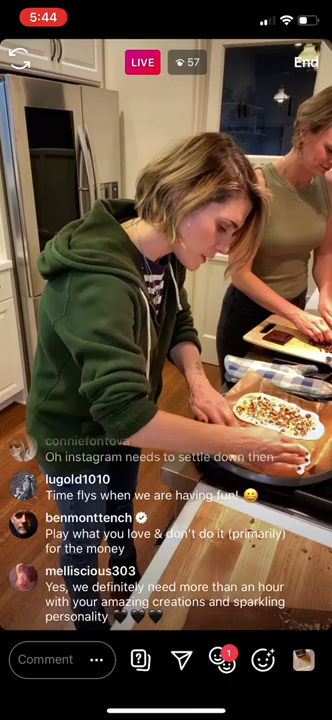 5:44
LIVE
57
End
conniefontova
Oh instagram needs to settle down then
lugold1010
Time flys when we are having fun! 😀
benmonttench
Play what you love & don't do it (primarily)
for the money
melliscious303
Yes, we definitely need more than an hour
with your amazing creations and sparkling
personality 🖤🖤🖤
Comment
1